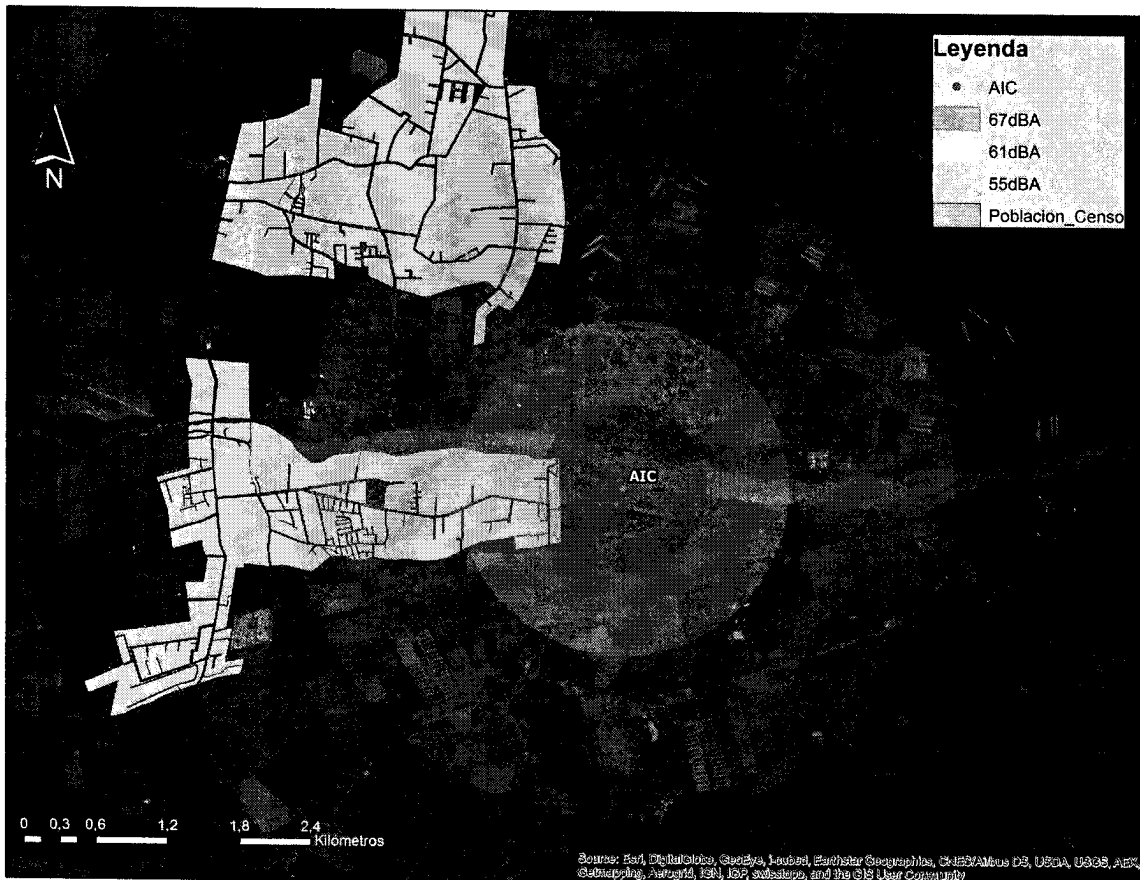 Leyenda
AIC
67dBA
61dBA
55dBA
Poblacion_Censo
N
AIC
0 0,3 0,6 1,2 1,8 2,4
Kilómetros
Source: Esri, DigitalGlobe, GeoEye, i-cubed, Earthstar Geographics, CNES/Airbus DS, USDA, USGS, AEX,
Getmapping, Aerogrid, IGN, IGP, swisstopo, and the GIS User Community